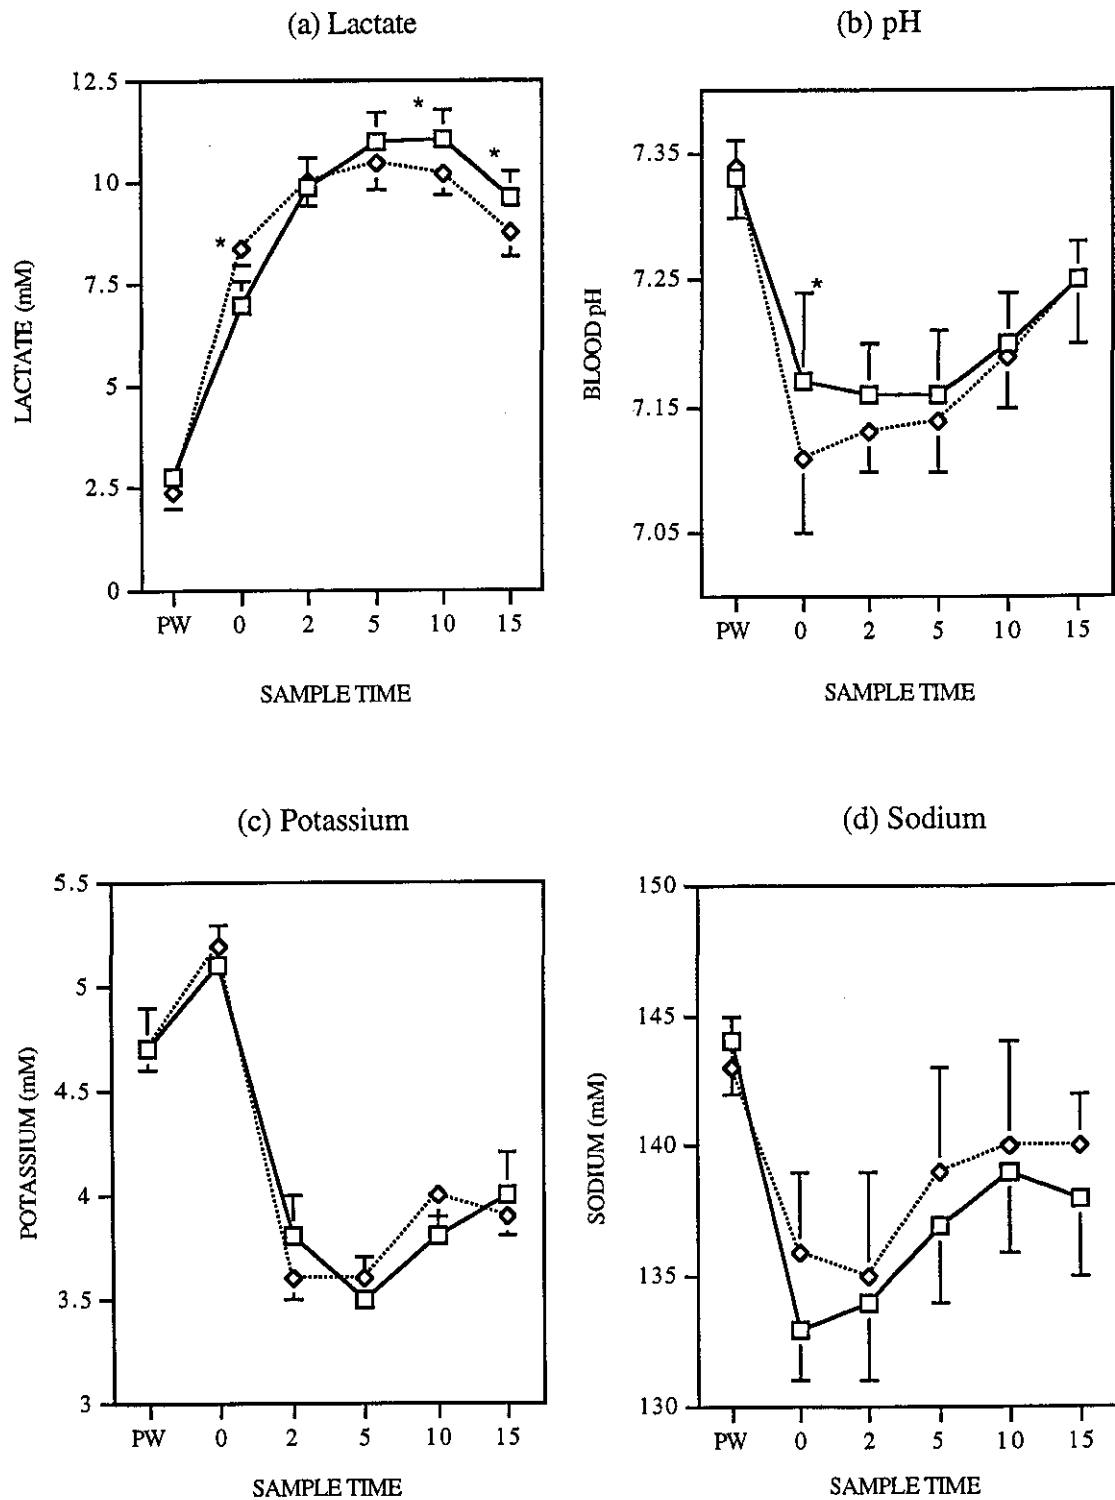 (a) Lactate
12.5
10
7.5
5
2.5
0
LACTATE (mM)
*
*
*
PW 0 2 5 10 15
SAMPLE TIME
(b) pH
7.35
7.25
7.15
7.05
BLOOD pH
*
PW 0 2 5 10 15
SAMPLE TIME
(c) Potassium
5.5
5
4.5
4
3.5
3
POTASSIUM (mM)
PW 0 2 5 10 15
SAMPLE TIME
(d) Sodium
150
145
140
135
130
SODIUM (mM)
PW 0 2 5 10 15
SAMPLE TIME